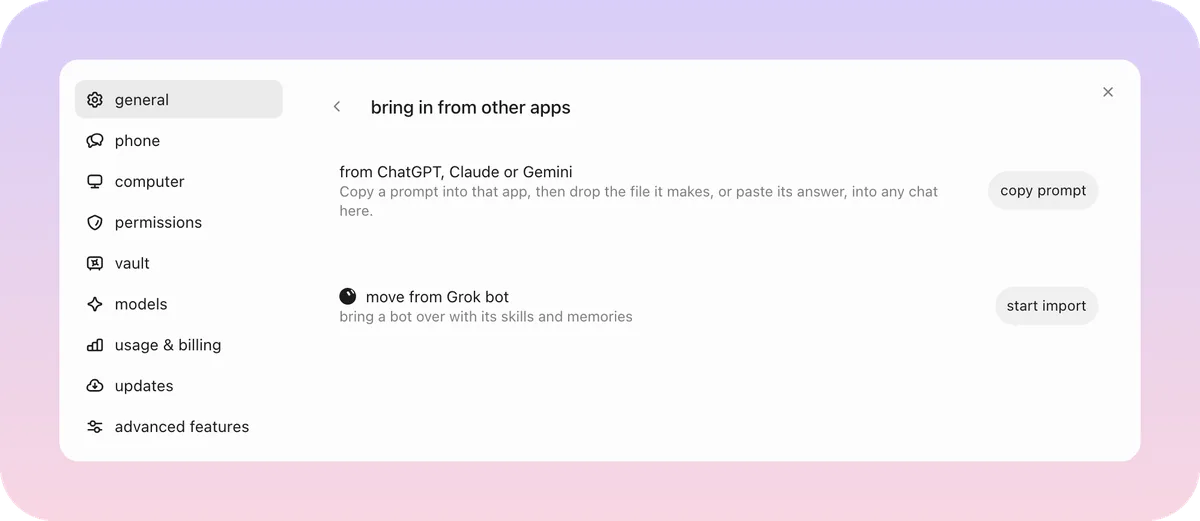 general
phone
computer
permissions
vault
models
usage & billing
updates
advanced features
bring in from other apps
from ChatGPT, Claude or Gemini
Copy a prompt into that app, then drop the file it makes, or paste its answer, into any chat
here.
copy prompt
move from Grok bot
bring a bot over with its skills and memories
start import